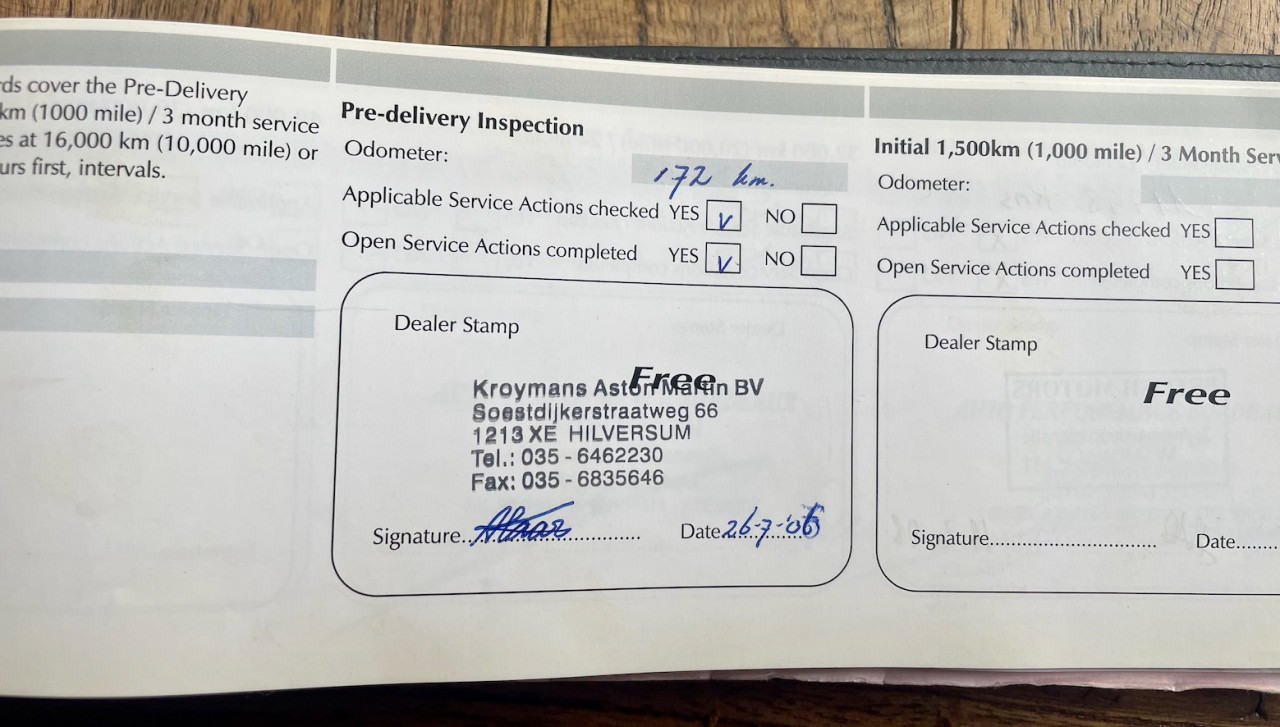 ds cover the Pre-Delivery
km (1000 mile) / 3 month service
es at 16,000 km (10,000 mile) or
urs first, intervals.
Pre-delivery Inspection
Odometer:
172 km.
Applicable Service Actions checked YES v NO
Open Service Actions completed YES v NO
Dealer Stamp
Free
Kroymans Aston Martin BV
Soestdijkerstraatweg 66
1213 XE HILVERSUM
Tel.: 035 - 6462230
Fax: 035 - 6835646
Signature
Date 26-7-'06
Initial 1,500km (1,000 mile) / 3 Month Serv
Odometer:
Applicable Service Actions checked YES
Open Service Actions completed YES
Dealer Stamp
Free
Signature
Date